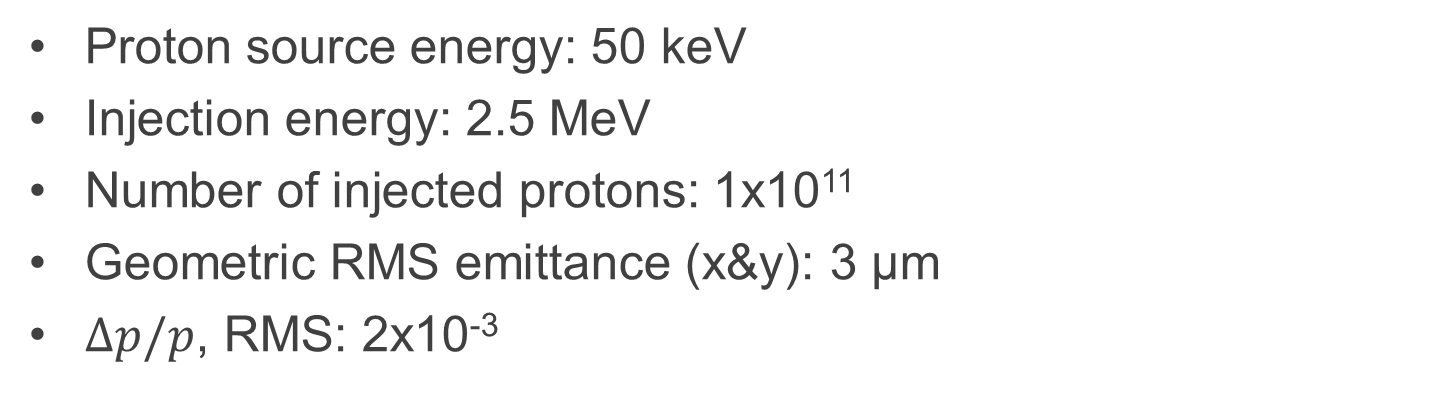 • Proton source energy: 50 keV
• Injection energy: 2.5 MeV
• Number of injected protons: 1x10¹¹
• Geometric RMS emittance (x&y): 3 µm
• Δ𝑝/𝑝, RMS: 2x10⁻³